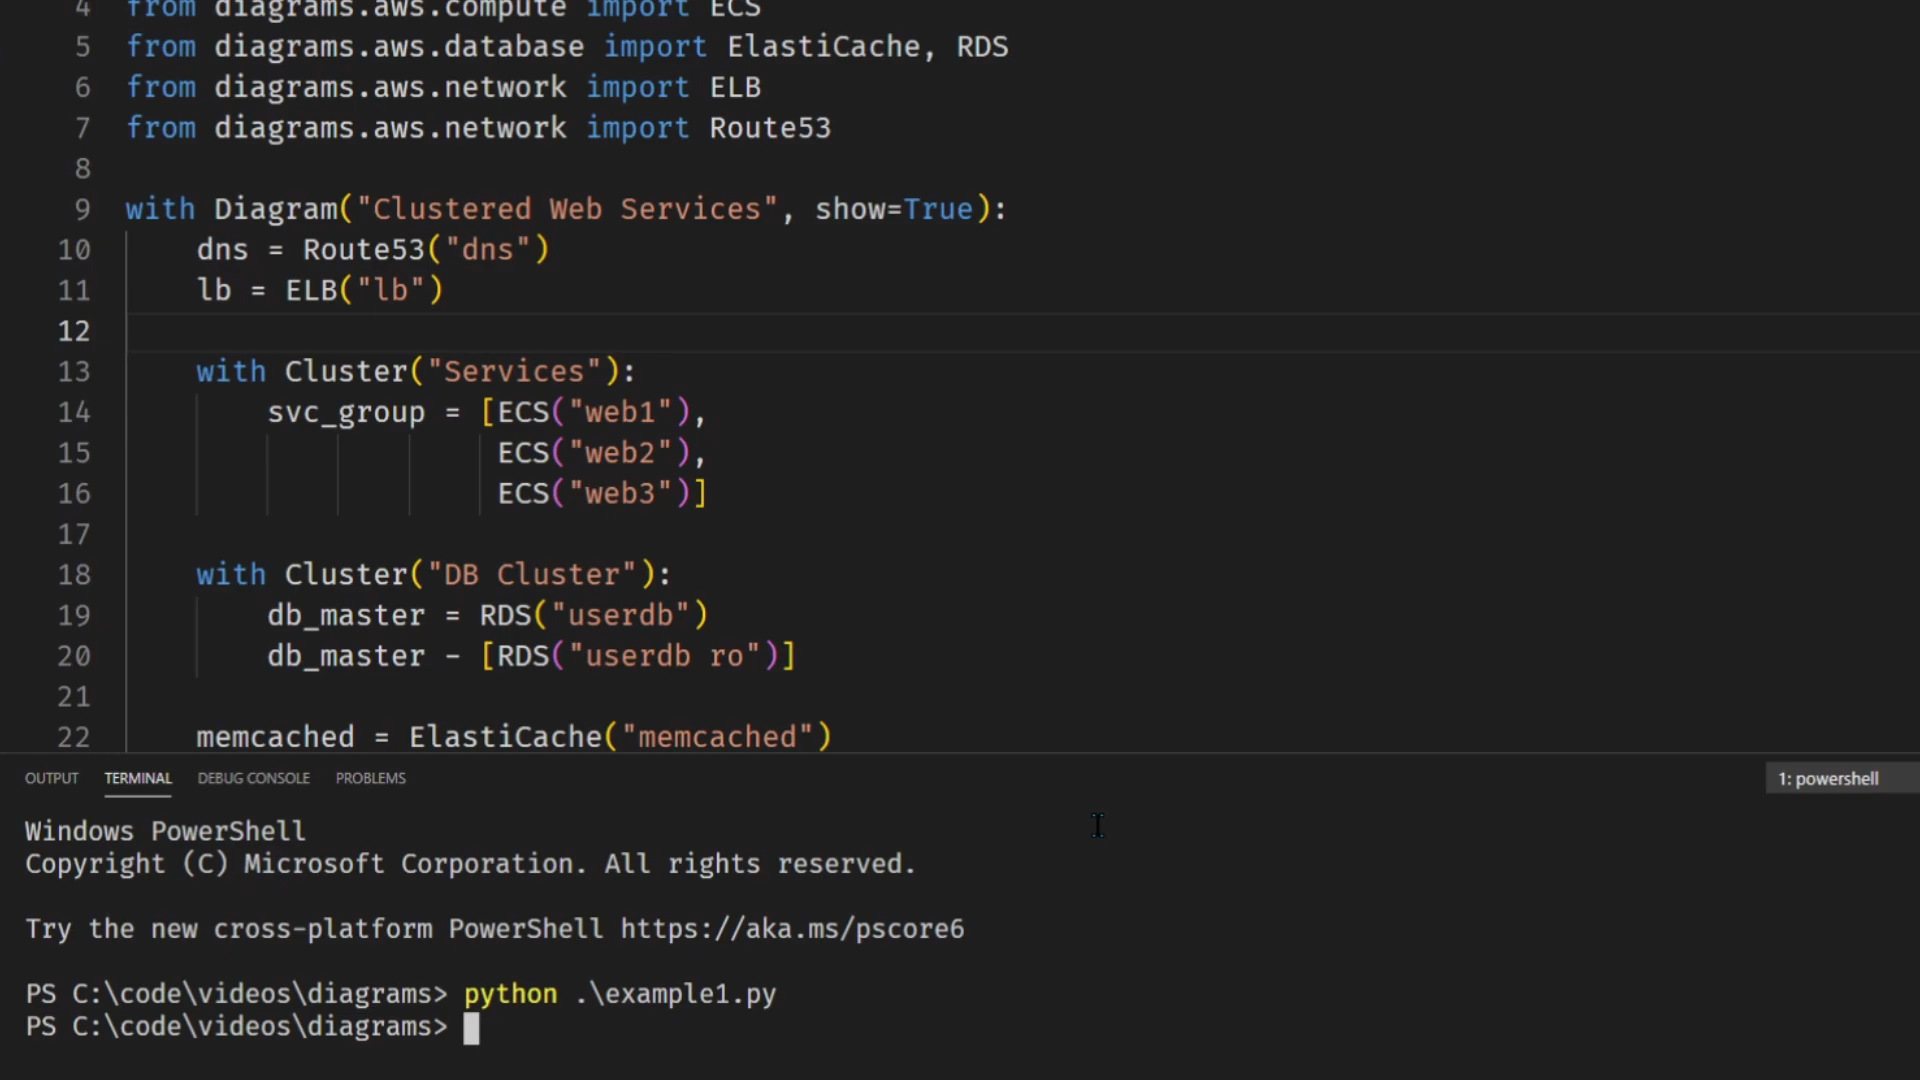 4 from diagrams.aws.compute import ECS
5 from diagrams.aws.database import ElastiCache, RDS
6 from diagrams.aws.network import ELB
7 from diagrams.aws.network import Route53
8
9 with Diagram("Clustered Web Services", show=True):
10     dns = Route53("dns")
11     lb = ELB("lb")
12
13     with Cluster("Services"):
14         svc_group = [ECS("web1"),
15                      ECS("web2"),
16                      ECS("web3")]
17
18     with Cluster("DB Cluster"):
19         db_master = RDS("userdb")
20         db_master - [RDS("userdb ro")]
21
22     memcached = ElastiCache("memcached")
OUTPUT TERMINAL DEBUG CONSOLE PROBLEMS 1: powershell
Windows PowerShell
Copyright (C) Microsoft Corporation. All rights reserved.
Try the new cross-platform PowerShell https://aka.ms/pscore6
PS C:\code\videos\diagrams> python .\example1.py
PS C:\code\videos\diagrams>